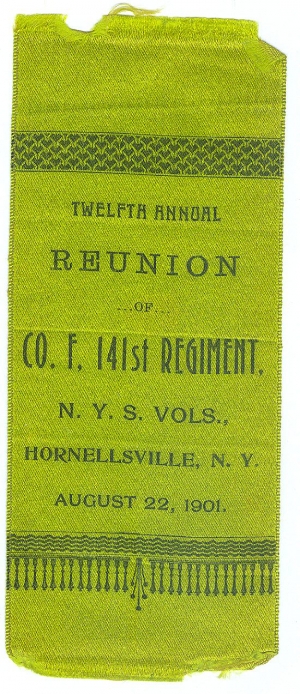 TWELFTH ANNUAL
REUNION
...OF...
CO. F, 141st REGIMENT,
N. Y. S. VOLS.,
HORNELLSVILLE, N. Y.
AUGUST 22, 1901.